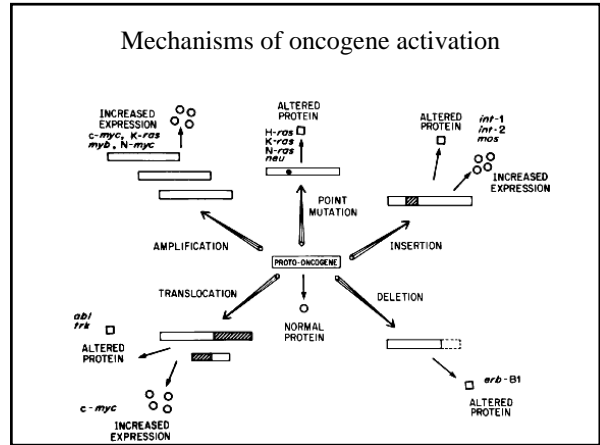 Mechanisms of oncogene activation
INCREASED
EXPRESSION
c-myc, K-ras
myb, N-myc
ALTERED
PROTEIN
H-ras
K-ras
N-ras
neu
ALTERED
PROTEIN
int-1
int-2
mos
INCREASED
EXPRESSION
POINT
MUTATION
AMPLIFICATION
INSERTION
PROTO-ONCOGENE
TRANSLOCATION
DELETION
NORMAL
PROTEIN
abl
trk
ALTERED
PROTEIN
c-myc
INCREASED
EXPRESSION
erb-B1
ALTERED
PROTEIN